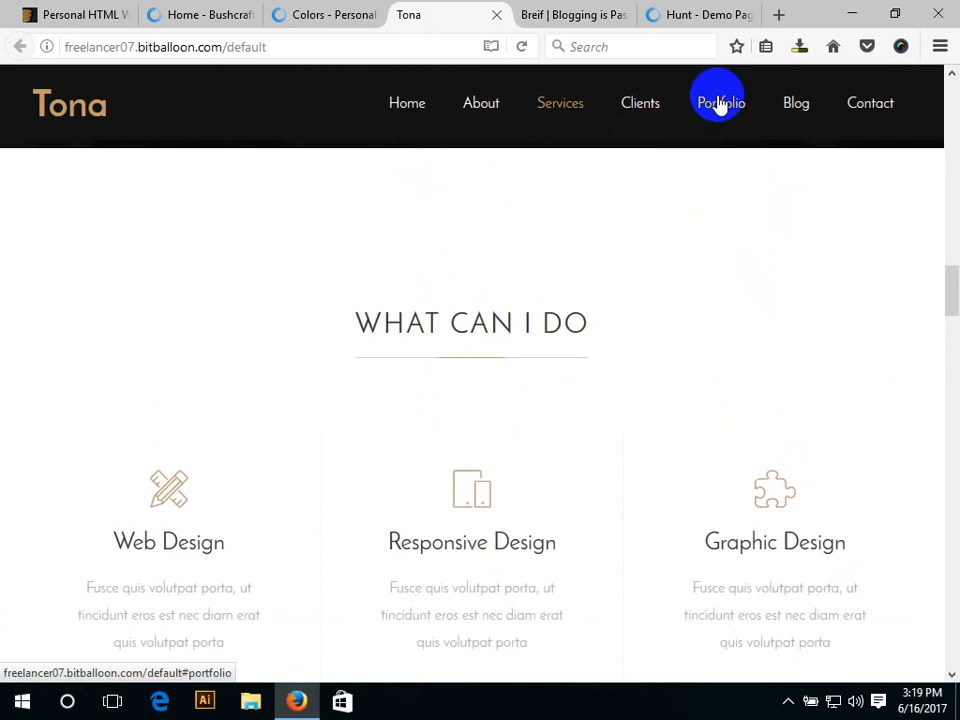 Personal HTML W
Home - Bushcraft
Colors - Personal
Tona
Breif | Blogging is Pas
Hunt - Demo Pag
freelancer07.bitballoon.com/default
Search
Tona
Home
About
Services
Clients
Portfolio
Blog
Contact
WHAT CAN I DO
Web Design
Responsive Design
Graphic Design
Fusce quis volutpat porta, ut
tincidunt eros est nec diam erat
quis volutpat porta
Fusce quis volutpat porta, ut
tincidunt eros est nec diam erat
quis volutpat porta
Fusce quis volutpat porta, ut
tincidunt eros est nec diam erat
quis volutpat porta
freelancer07.bitballoon.com/default#portfolio
Ai
3:19 PM
6/16/2017